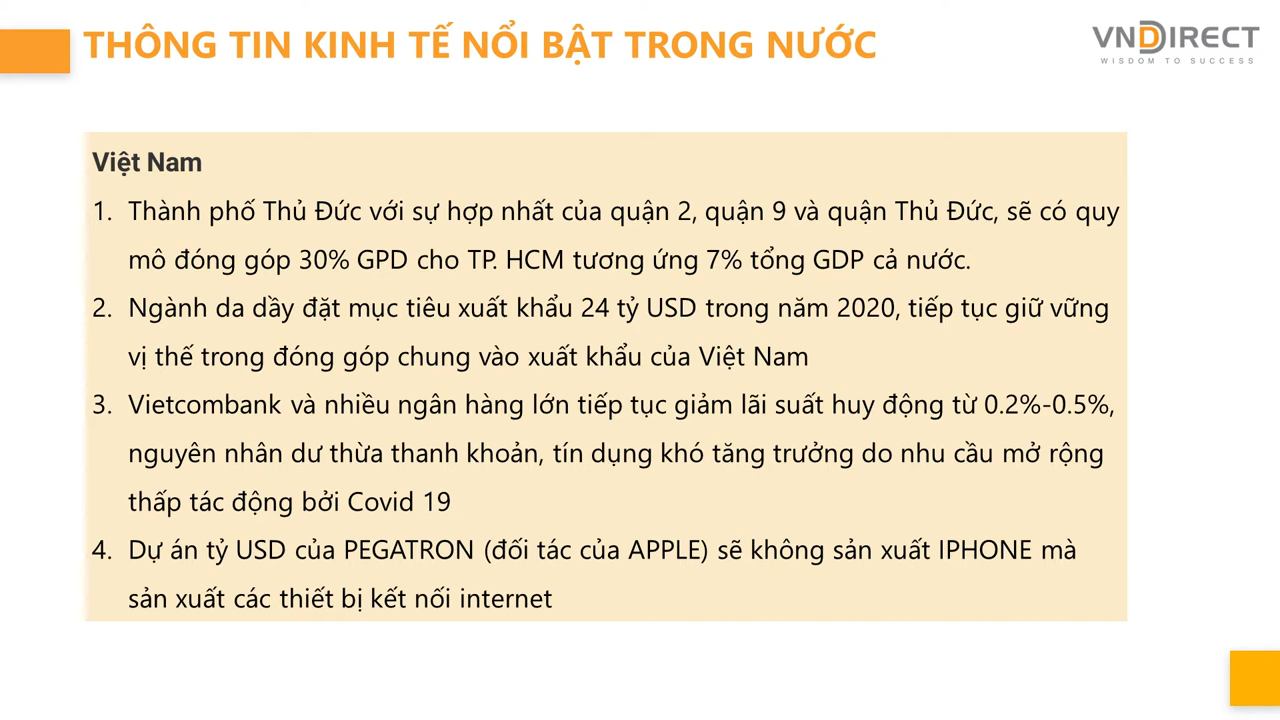 THÔNG TIN KINH TẾ NỔI BẬT TRONG NƯỚC
VNDIRECT
WISDOM TO SUCCESS
Việt Nam
1. Thành phố Thủ Đức với sự hợp nhất của quận 2, quận 9 và quận Thủ Đức, sẽ có quy
mô đóng góp 30% GPD cho TP. HCM tương ứng 7% tổng GDP cả nước.
2. Ngành da dầy đặt mục tiêu xuất khẩu 24 tỷ USD trong năm 2020, tiếp tục giữ vững
vị thế trong đóng góp chung vào xuất khẩu của Việt Nam
3. Vietcombank và nhiều ngân hàng lớn tiếp tục giảm lãi suất huy động từ 0.2%-0.5%,
nguyên nhân dư thừa thanh khoản, tín dụng khó tăng trưởng do nhu cầu mở rộng
thấp tác động bởi Covid 19
4. Dự án tỷ USD của PEGATRON (đối tác của APPLE) sẽ không sản xuất IPHONE mà
sản xuất các thiết bị kết nối internet